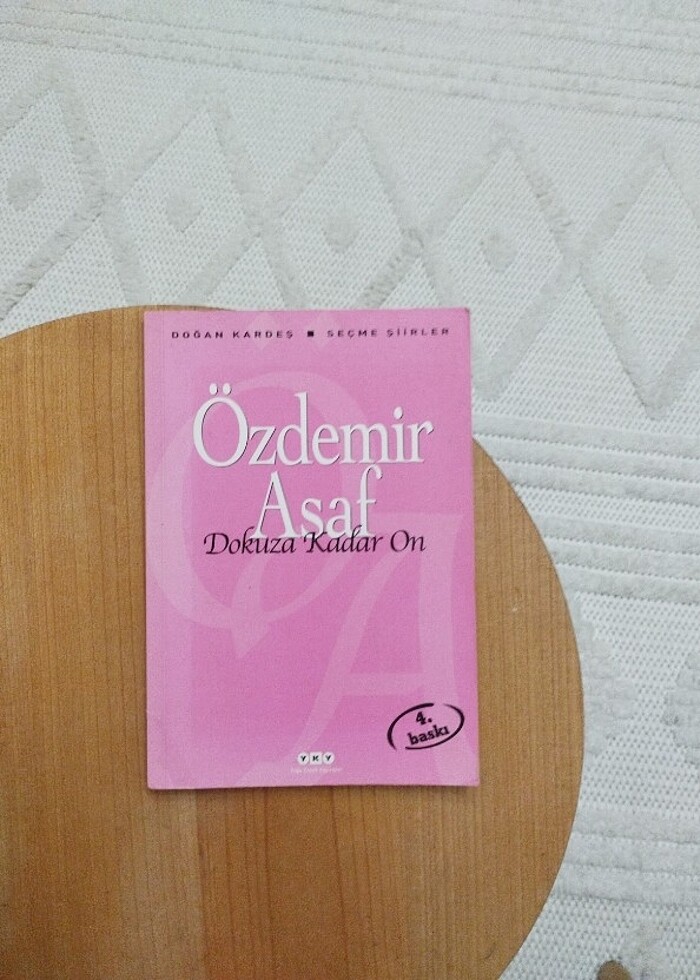 DOĞAN KARDEŞ ■ SEÇME ŞİİRLER
Özdemir
Asaf
Dokuza Kadar On
4.
baskı
YKY